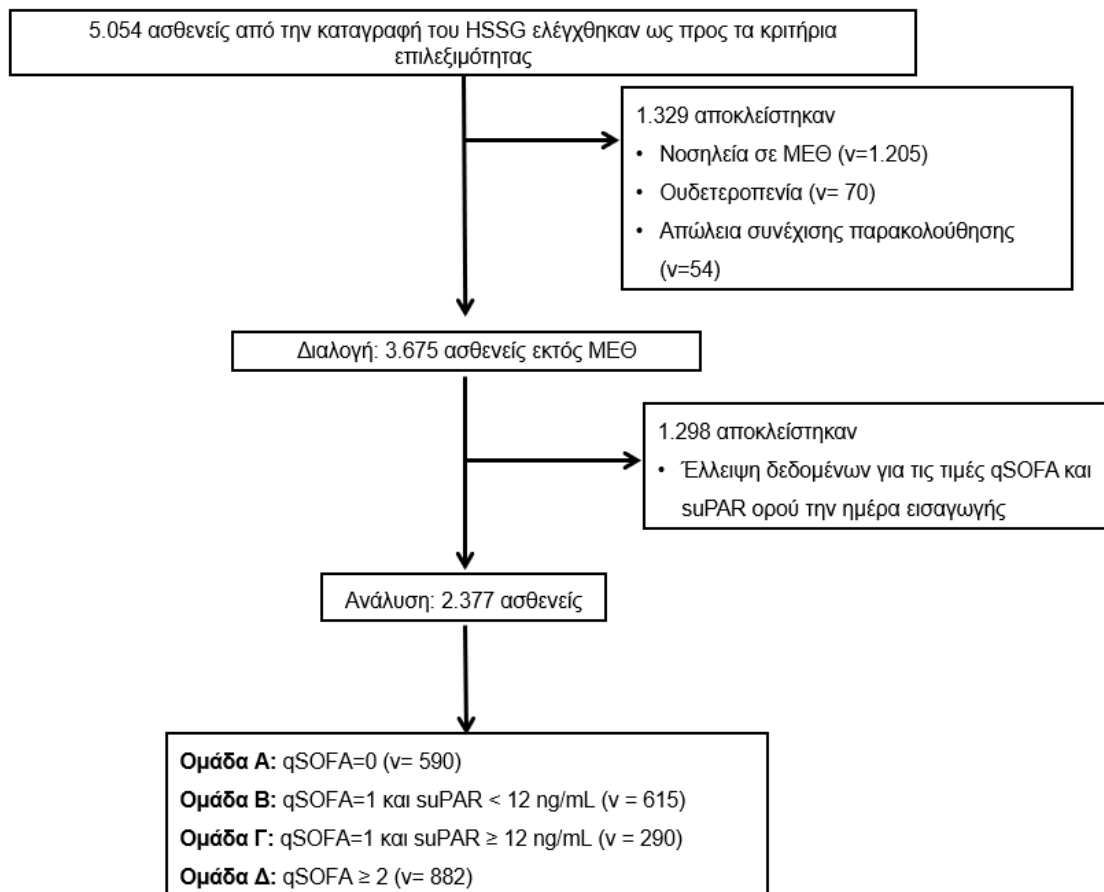 5.054 ασθενείς από την καταγραφή του HSSG ελέγχθηκαν ως προς τα κριτήρια
επιλεξιμότητας
1.329 αποκλείστηκαν
• Νοσηλεία σε ΜΕΘ (ν=1.205)
• Ουδετεροπενία (ν= 70)
• Απώλεια συνέχισης παρακολούθησης
(ν=54)
Διαλογή: 3.675 ασθενείς εκτός ΜΕΘ
1.298 αποκλείστηκαν
• Έλλειψη δεδομένων για τις τιμές qSOFA και
suPAR ορού την ημέρα εισαγωγής
Ανάλυση: 2.377 ασθενείς
Ομάδα Α: qSOFA=0 (ν= 590)
Ομάδα Β: qSOFA=1 και suPAR < 12 ng/mL (ν = 615)
Ομάδα Γ: qSOFA=1 και suPAR ≥ 12 ng/mL (ν = 290)
Ομάδα Δ: qSOFA ≥ 2 (ν= 882)